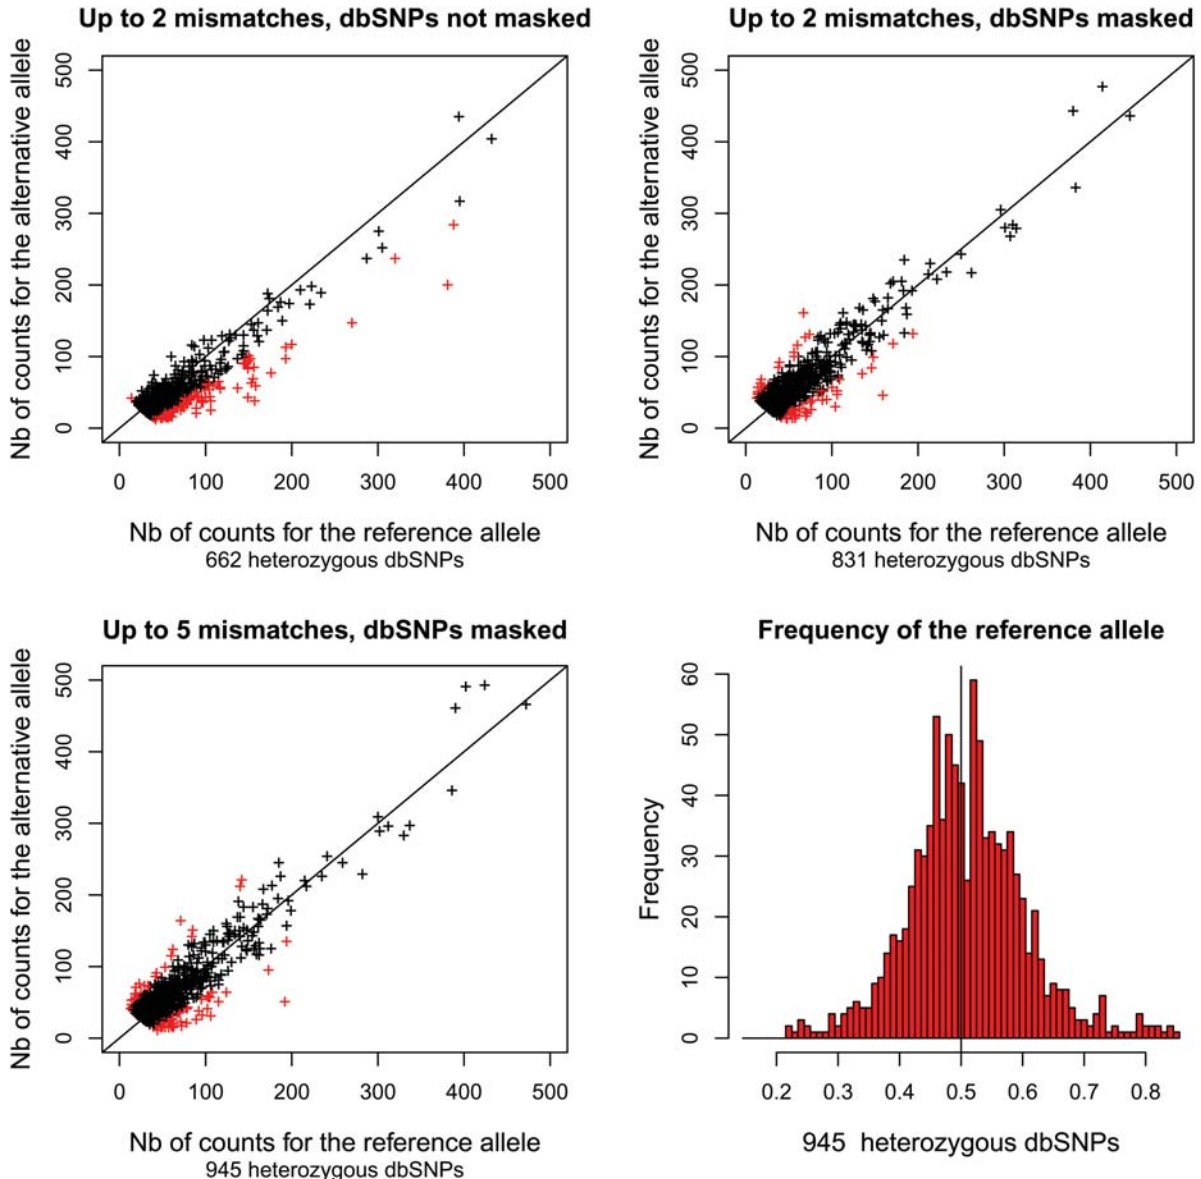 Up to 2 mismatches, dbSNPs not masked
Nb of counts for the alternative allele
500
400
300
200
100
0
0 100 200 300 400 500
Nb of counts for the reference allele
662 heterozygous dbSNPs
Up to 2 mismatches, dbSNPs masked
Nb of counts for the alternative allele
500
400
300
200
100
0
0 100 200 300 400 500
Nb of counts for the reference allele
831 heterozygous dbSNPs
Up to 5 mismatches, dbSNPs masked
Nb of counts for the alternative allele
500
400
300
200
100
0
0 100 200 300 400 500
Nb of counts for the reference allele
945 heterozygous dbSNPs
Frequency of the reference allele
Frequency
60
50
40
30
20
10
0
0.2 0.3 0.4 0.5 0.6 0.7 0.8
945 heterozygous dbSNPs